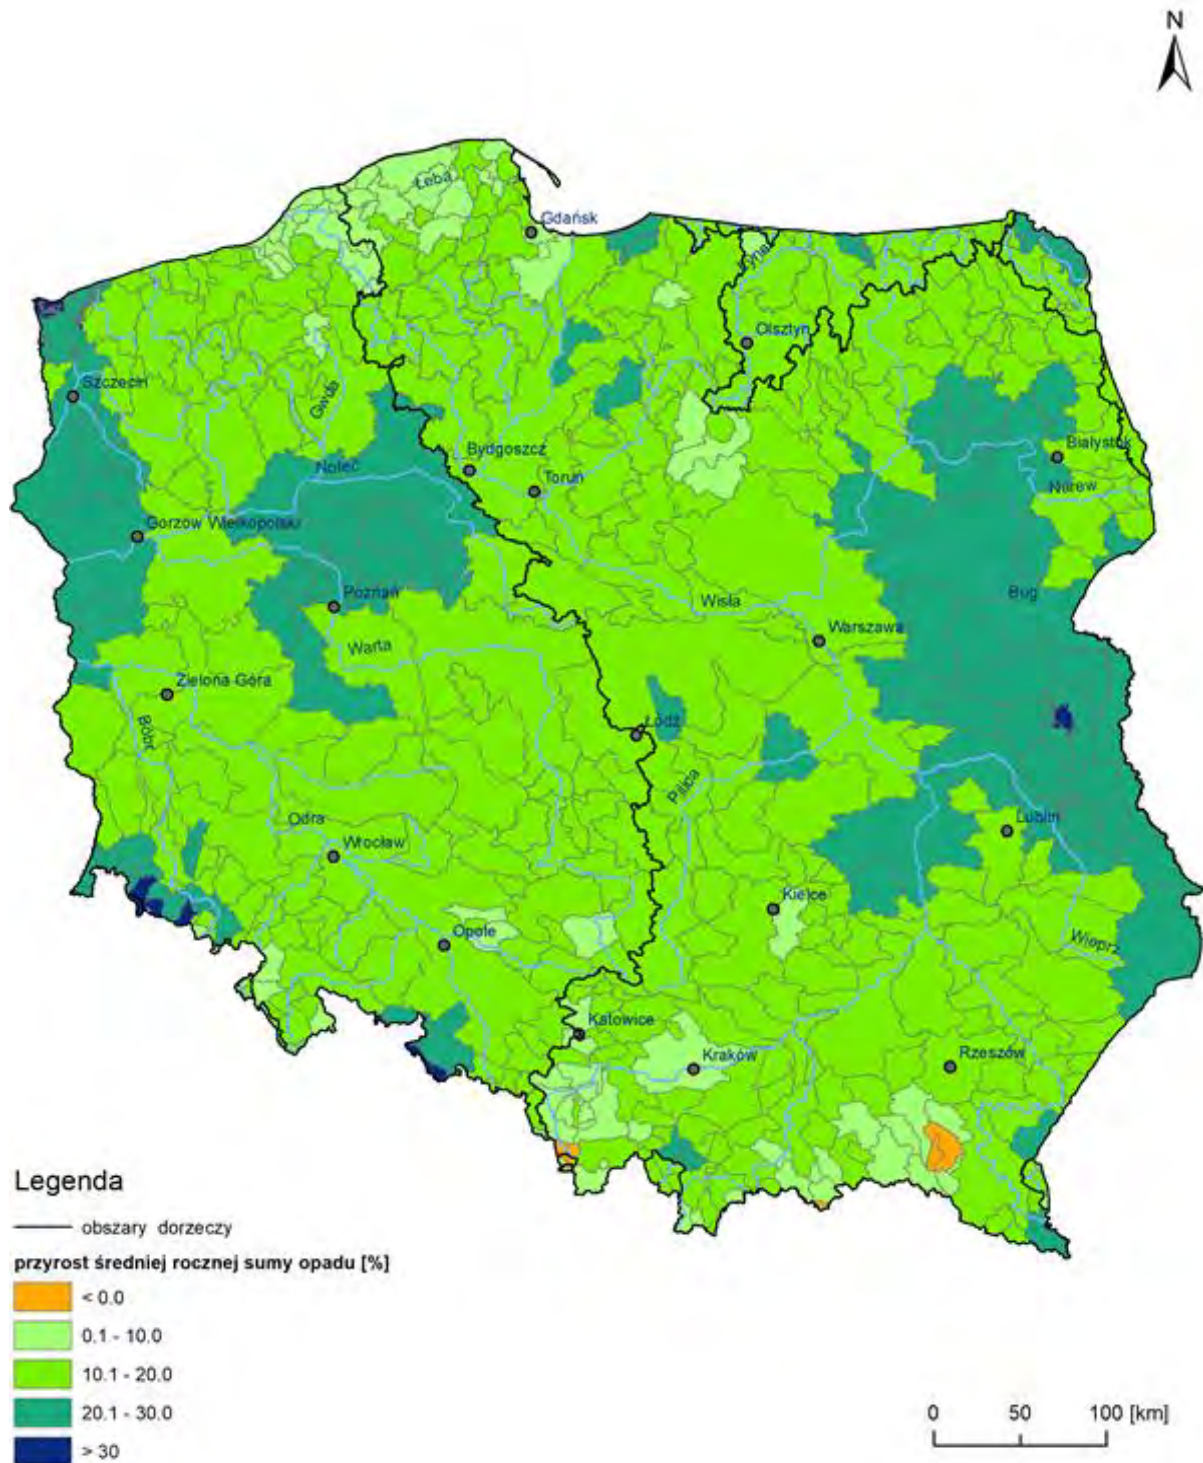 N
Łeba
Gdańsk
Łyna
Olsztyn
Szczecin
Gwda
Bydgoszcz
Białystok
Noteć
Toruń
Narew
Gorzów Wielkopolski
Poznań
Wisła
Bug
Warta
Warszawa
Zielona Góra
Bóbr
Łódź
Pilica
Odra
Wrocław
Lublin
Kielce
Opole
Wieprz
Katowice
Kraków
Rzeszów
Legenda
obszary dorzeczy
przyrost średniej rocznej sumy opadu [%]
< 0.0
0.1 - 10.0
10.1 - 20.0
20.1 - 30.0
> 30
0 50 100 [km]